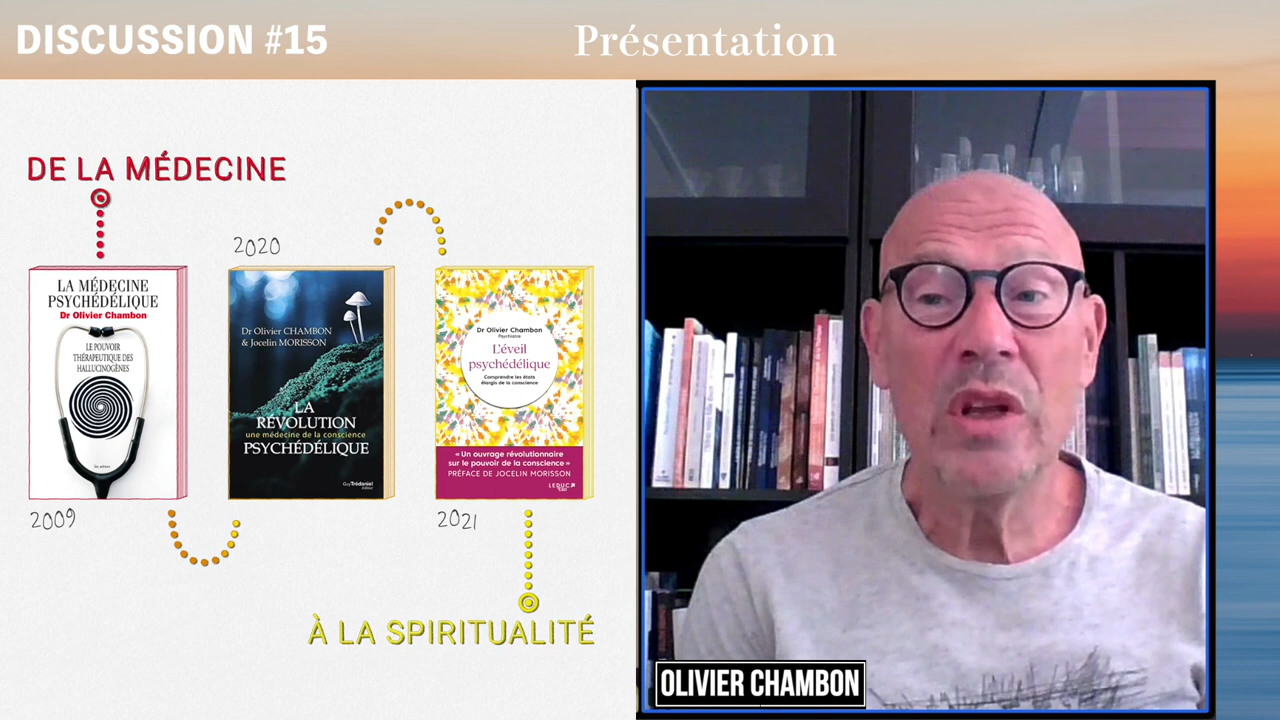 DISCUSSION #15
Présentation
DE LA MÉDECINE
2020
LA MÉDECINE
PSYCHÉDÉLIQUE
Dr Olivier Chambon
LE POUVOIR
THÉRAPEUTIQUE DES
HALLUCINOGÈNES
2009
Dr Olivier CHAMBON
& Jocelin MORISSON
LA
RÉVOLUTION
une médecine de la conscience
PSYCHÉDÉLIQUE
GuyTrédaniel
éditeur
Dr Olivier Chambon
Psychiatre
L'éveil
psychédélique
Comprendre les états
élargis de la conscience
« Un ouvrage révolutionnaire
sur le pouvoir de la conscience »
PRÉFACE DE JOCELIN MORISSON
LEDUC
2021
À LA SPIRITUALITÉ
OLIVIER CHAMBON